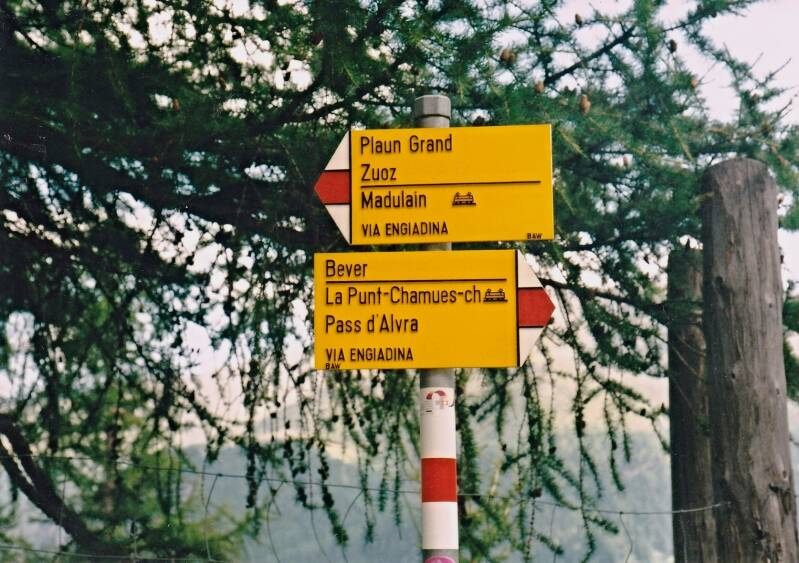 Plaun Grand
Zuoz
Madulain
VIA ENGIADINA BAW
Bever
La Punt-Chamues-ch
Pass d'Alvra
VIA ENGIADINA
BAW